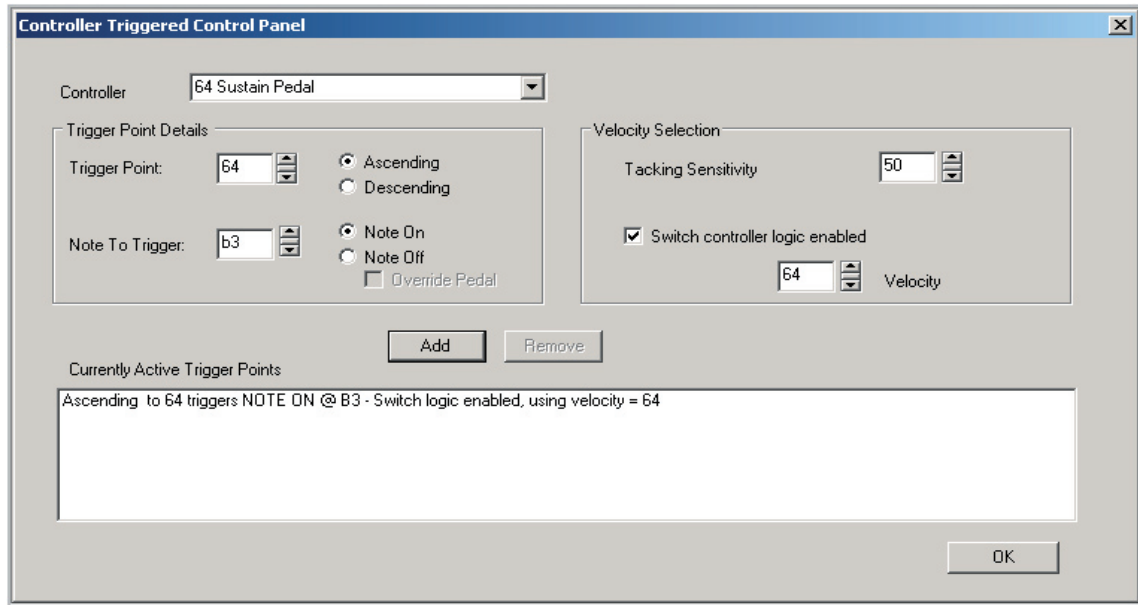 Controller Triggered Control Panel
Controller
64 Sustain Pedal
Trigger Point Details
Trigger Point:
64
Ascending
Descending
Note To Trigger:
b3
Note On
Note Off
Override Pedal
Velocity Selection
Tacking Sensitivity
50
Switch controller logic enabled
64
Velocity
Add
Remove
Currently Active Trigger Points
Ascending  to 64 triggers NOTE ON @ B3 - Switch logic enabled, using velocity = 64
OK